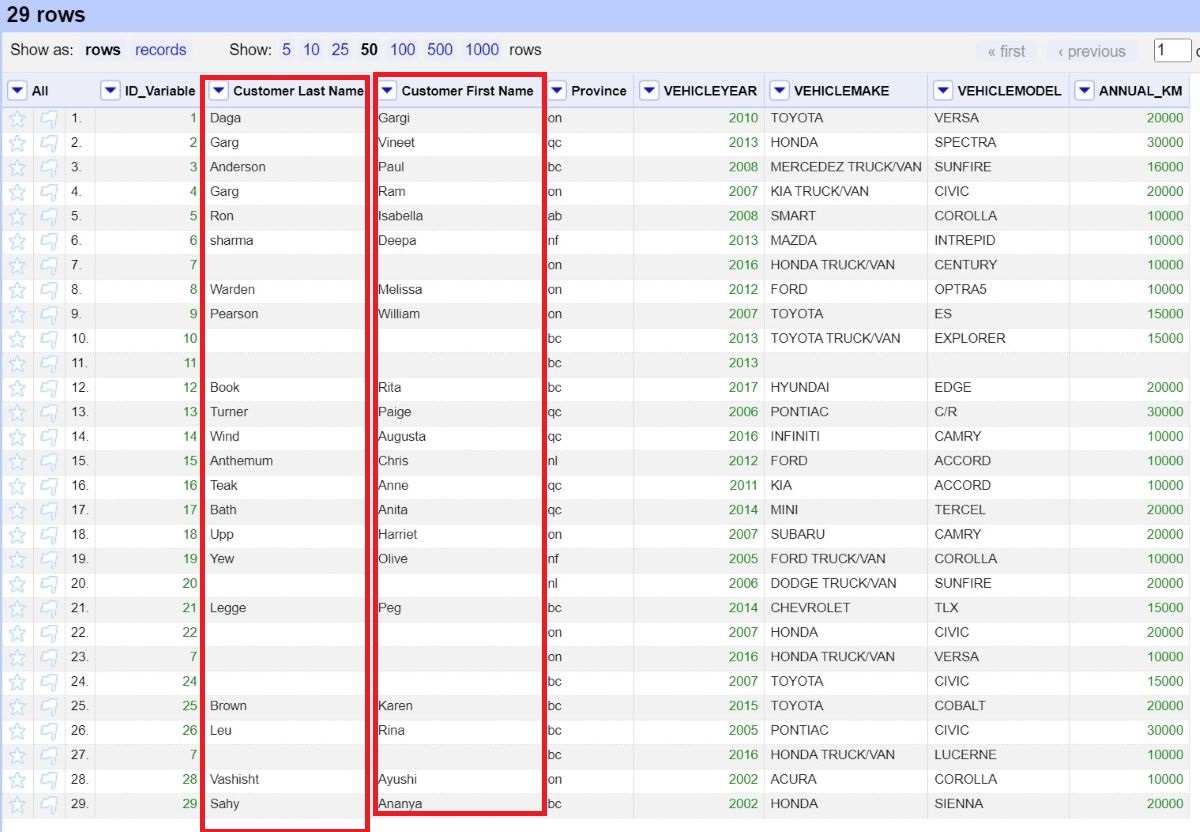 29 rows
Show as: rows records Show: 5 10 25 50 100 500 1000 rows « first ‹ previous 1
All ID_Variable Customer Last Name Customer First Name Province VEHICLEYEAR VEHICLEMAKE VEHICLEMODEL ANNUAL_KM
1. 1 Daga Gargi on 2010 TOYOTA VERSA 20000
2. 2 Garg Vineet qc 2013 HONDA SPECTRA 30000
3. 3 Anderson Paul bc 2008 MERCEDEZ TRUCK/VAN SUNFIRE 16000
4. 4 Garg Ram on 2007 KIA TRUCK/VAN CIVIC 20000
5. 5 Ron Isabella ab 2008 SMART COROLLA 10000
6. 6 sharma Deepa nf 2013 MAZDA INTREPID 10000
7. 7 on 2016 HONDA TRUCK/VAN CENTURY 10000
8. 8 Warden Melissa on 2012 FORD OPTRA5 10000
9. 9 Pearson William on 2007 TOYOTA ES 15000
10. 10 bc 2013 TOYOTA TRUCK/VAN EXPLORER 15000
11. 11 bc 2013
12. 12 Book Rita bc 2017 HYUNDAI EDGE 20000
13. 13 Turner Paige qc 2006 PONTIAC C/R 30000
14. 14 Wind Augusta qc 2016 INFINITI CAMRY 10000
15. 15 Anthemum Chris nl 2012 FORD ACCORD 10000
16. 16 Teak Anne qc 2011 KIA ACCORD 10000
17. 17 Bath Anita qc 2014 MINI TERCEL 20000
18. 18 Upp Harriet on 2007 SUBARU CAMRY 20000
19. 19 Yew Olive nf 2005 FORD TRUCK/VAN COROLLA 10000
20. 20 nl 2006 DODGE TRUCK/VAN SUNFIRE 20000
21. 21 Legge Peg bc 2014 CHEVROLET TLX 15000
22. 22 on 2007 HONDA CIVIC 20000
23. 7 on 2016 HONDA TRUCK/VAN VERSA 10000
24. 24 bc 2007 TOYOTA CIVIC 15000
25. 25 Brown Karen bc 2015 TOYOTA COBALT 20000
26. 26 Leu Rina bc 2005 PONTIAC CIVIC 30000
27. 7 bc 2016 HONDA TRUCK/VAN LUCERNE 10000
28. 28 Vashisht Ayushi on 2002 ACURA COROLLA 10000
29. 29 Sahy Ananya bc 2002 HONDA SIENNA 20000